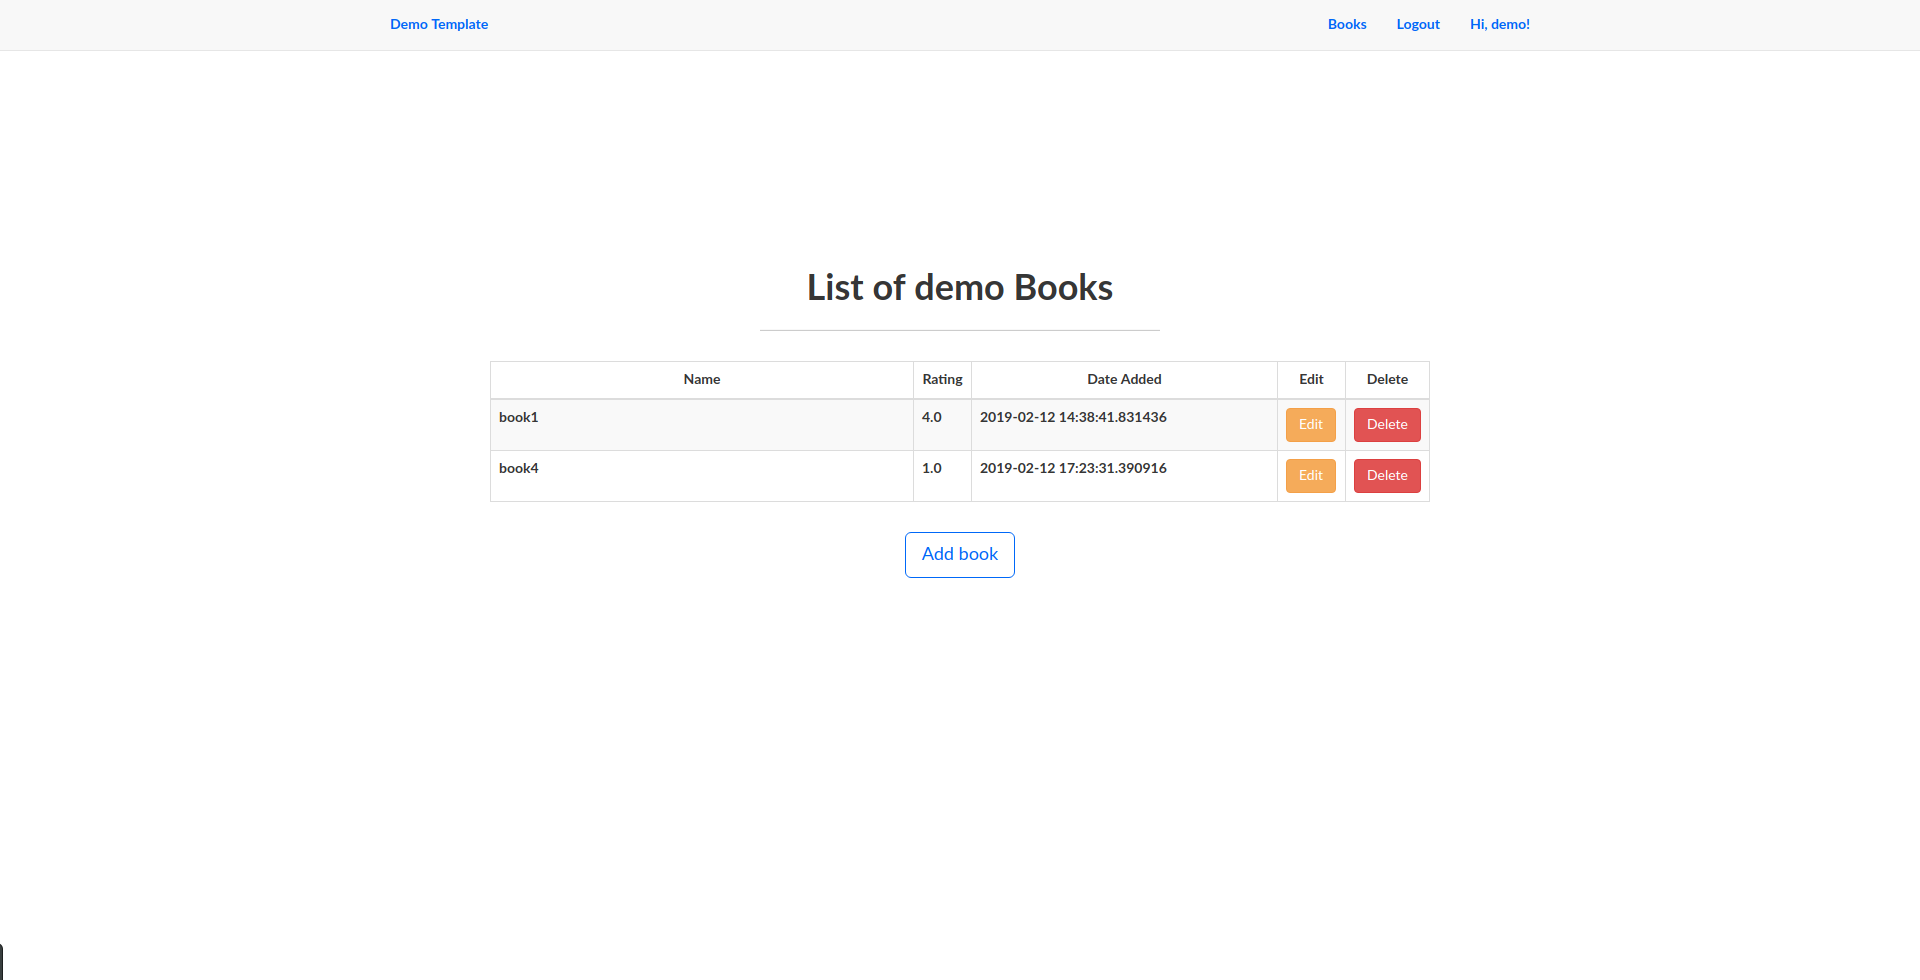 Demo Template Books Logout Hi, demo!
List of demo Books
Name Rating Date Added Edit Delete
book1 4.0 2019-02-12 14:38:41.831436 Edit Delete
book4 1.0 2019-02-12 17:23:31.390916 Edit Delete
Add book